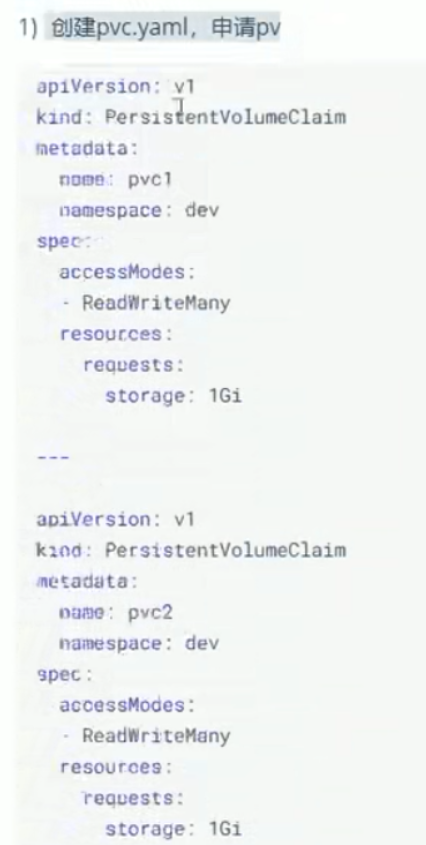 1) 创建pvc.yaml，申请pv
apiVersion: v1
kind: PersistentVolumeClaim
metadata:
  name: pvc1
  namespace: dev
spec:
  accessModes:
  - ReadWriteMany
  resources:
    requests:
      storage: 1Gi
---
apiVersion: v1
kind: PersistentVolumeClaim
metadata:
  name: pvc2
  namespace: dev
spec:
  accessModes:
  - ReadWriteMany
  resources:
    requests:
      storage: 1Gi